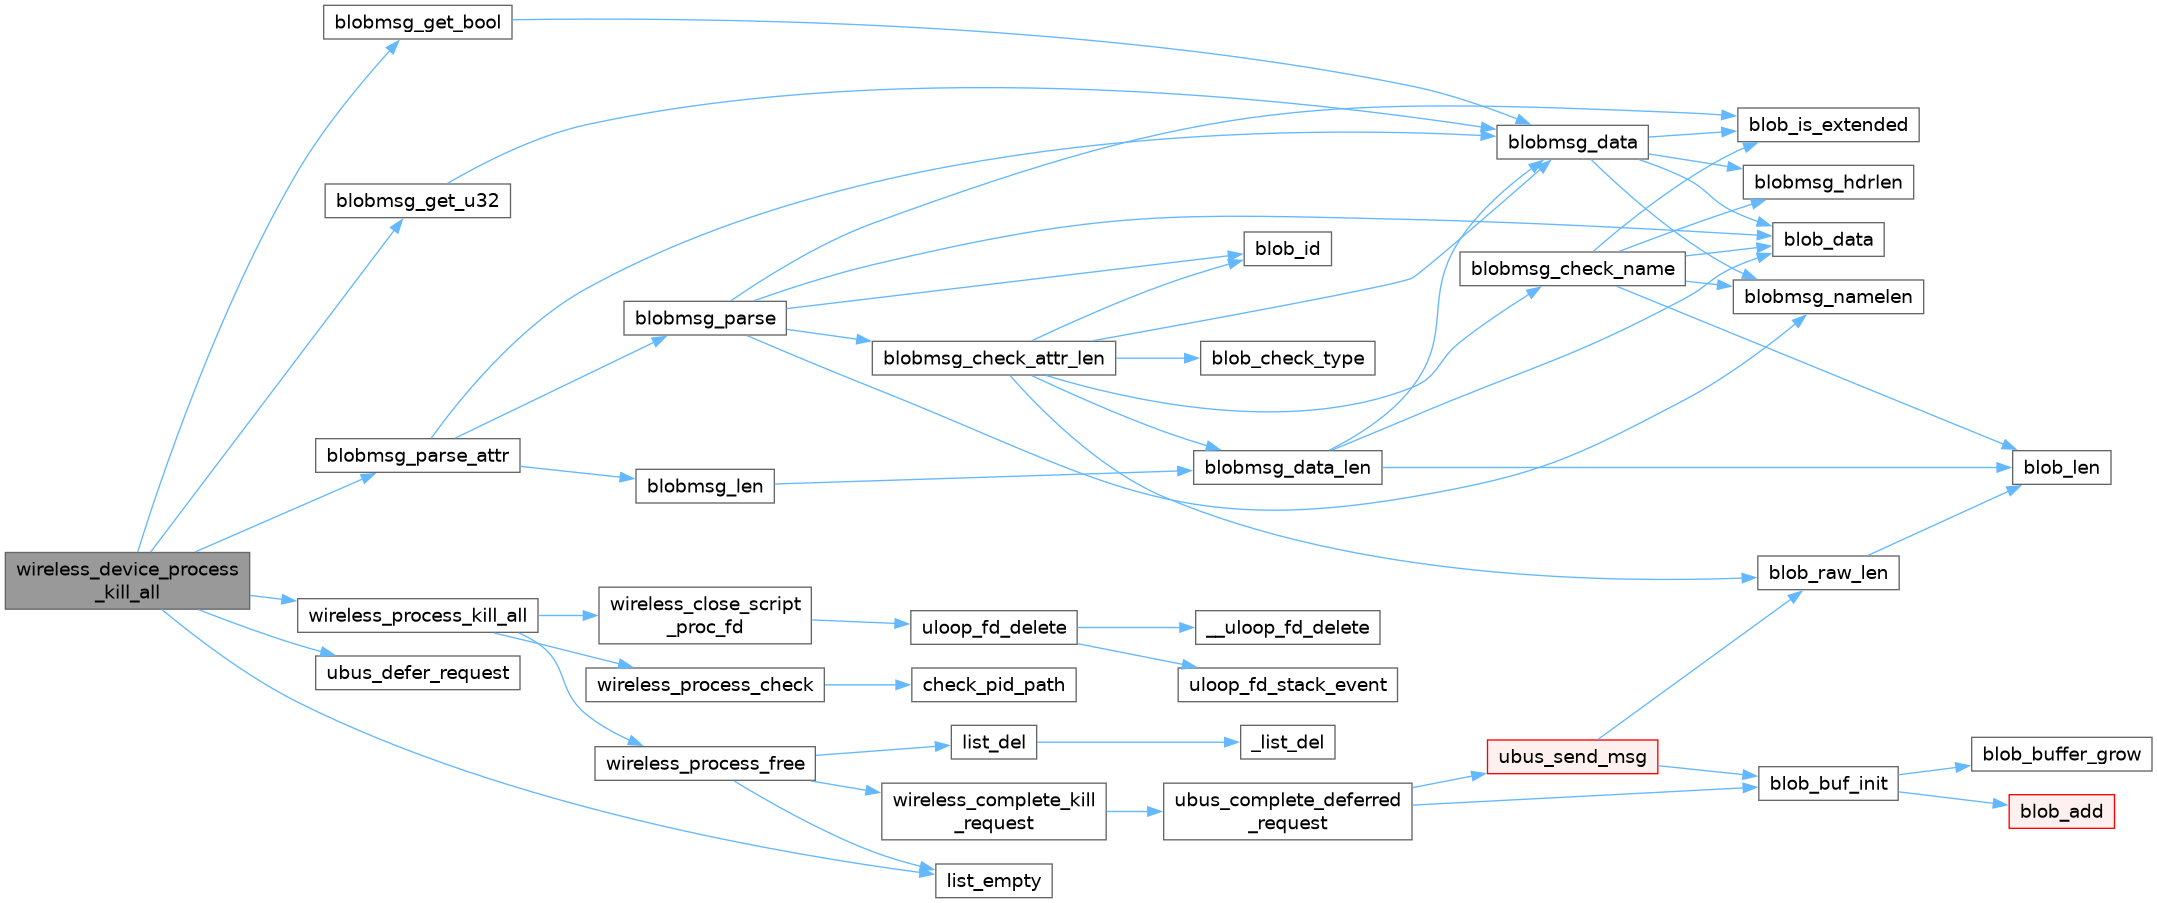 blobmsg_get_bool
blob_is_extended
blobmsg_data
blobmsg_hdrlen
blobmsg_get_u32
blob_data
blob_id
blobmsg_check_name
blobmsg_namelen
blobmsg_parse
blobmsg_check_attr_len
blob_check_type
blobmsg_parse_attr
blobmsg_data_len
blob_len
blobmsg_len
wireless_device_process
_kill_all
blob_raw_len
wireless_close_script
_proc_fd
wireless_process_kill_all
uloop_fd_delete
__uloop_fd_delete
ubus_defer_request
wireless_process_check
check_pid_path
uloop_fd_stack_event
list_del
_list_del
ubus_send_msg
blob_buffer_grow
wireless_process_free
blob_buf_init
wireless_complete_kill
_request
ubus_complete_deferred
_request
blob_add
list_empty